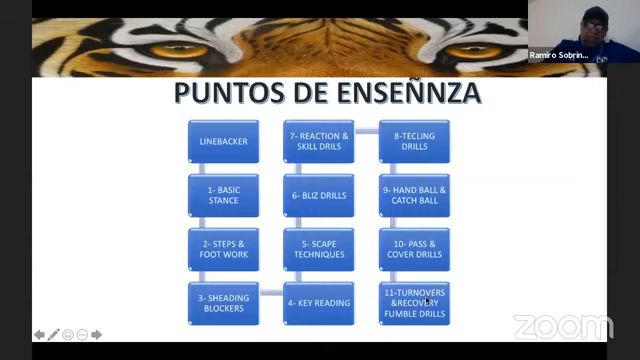 Ramiro Sobrin...
PUNTOS DE ENSEÑNZA
LINEBACKER
1- BASIC
STANCE
2- STEPS &
FOOT WORK
3- SHEADING
BLOCKERS
4- KEY READING
5- SCAPE
TECHNIQUES
6- BLIZ DRILLS
7- REACTION &
SKILL DRILS
8-TECLING
DRILLS
9- HAND BALL &
CATCH BALL
10- PASS &
COVER DRILLS
11-TURNOVERS
&RECOVERY
FUMBLE DRILLS
zoom